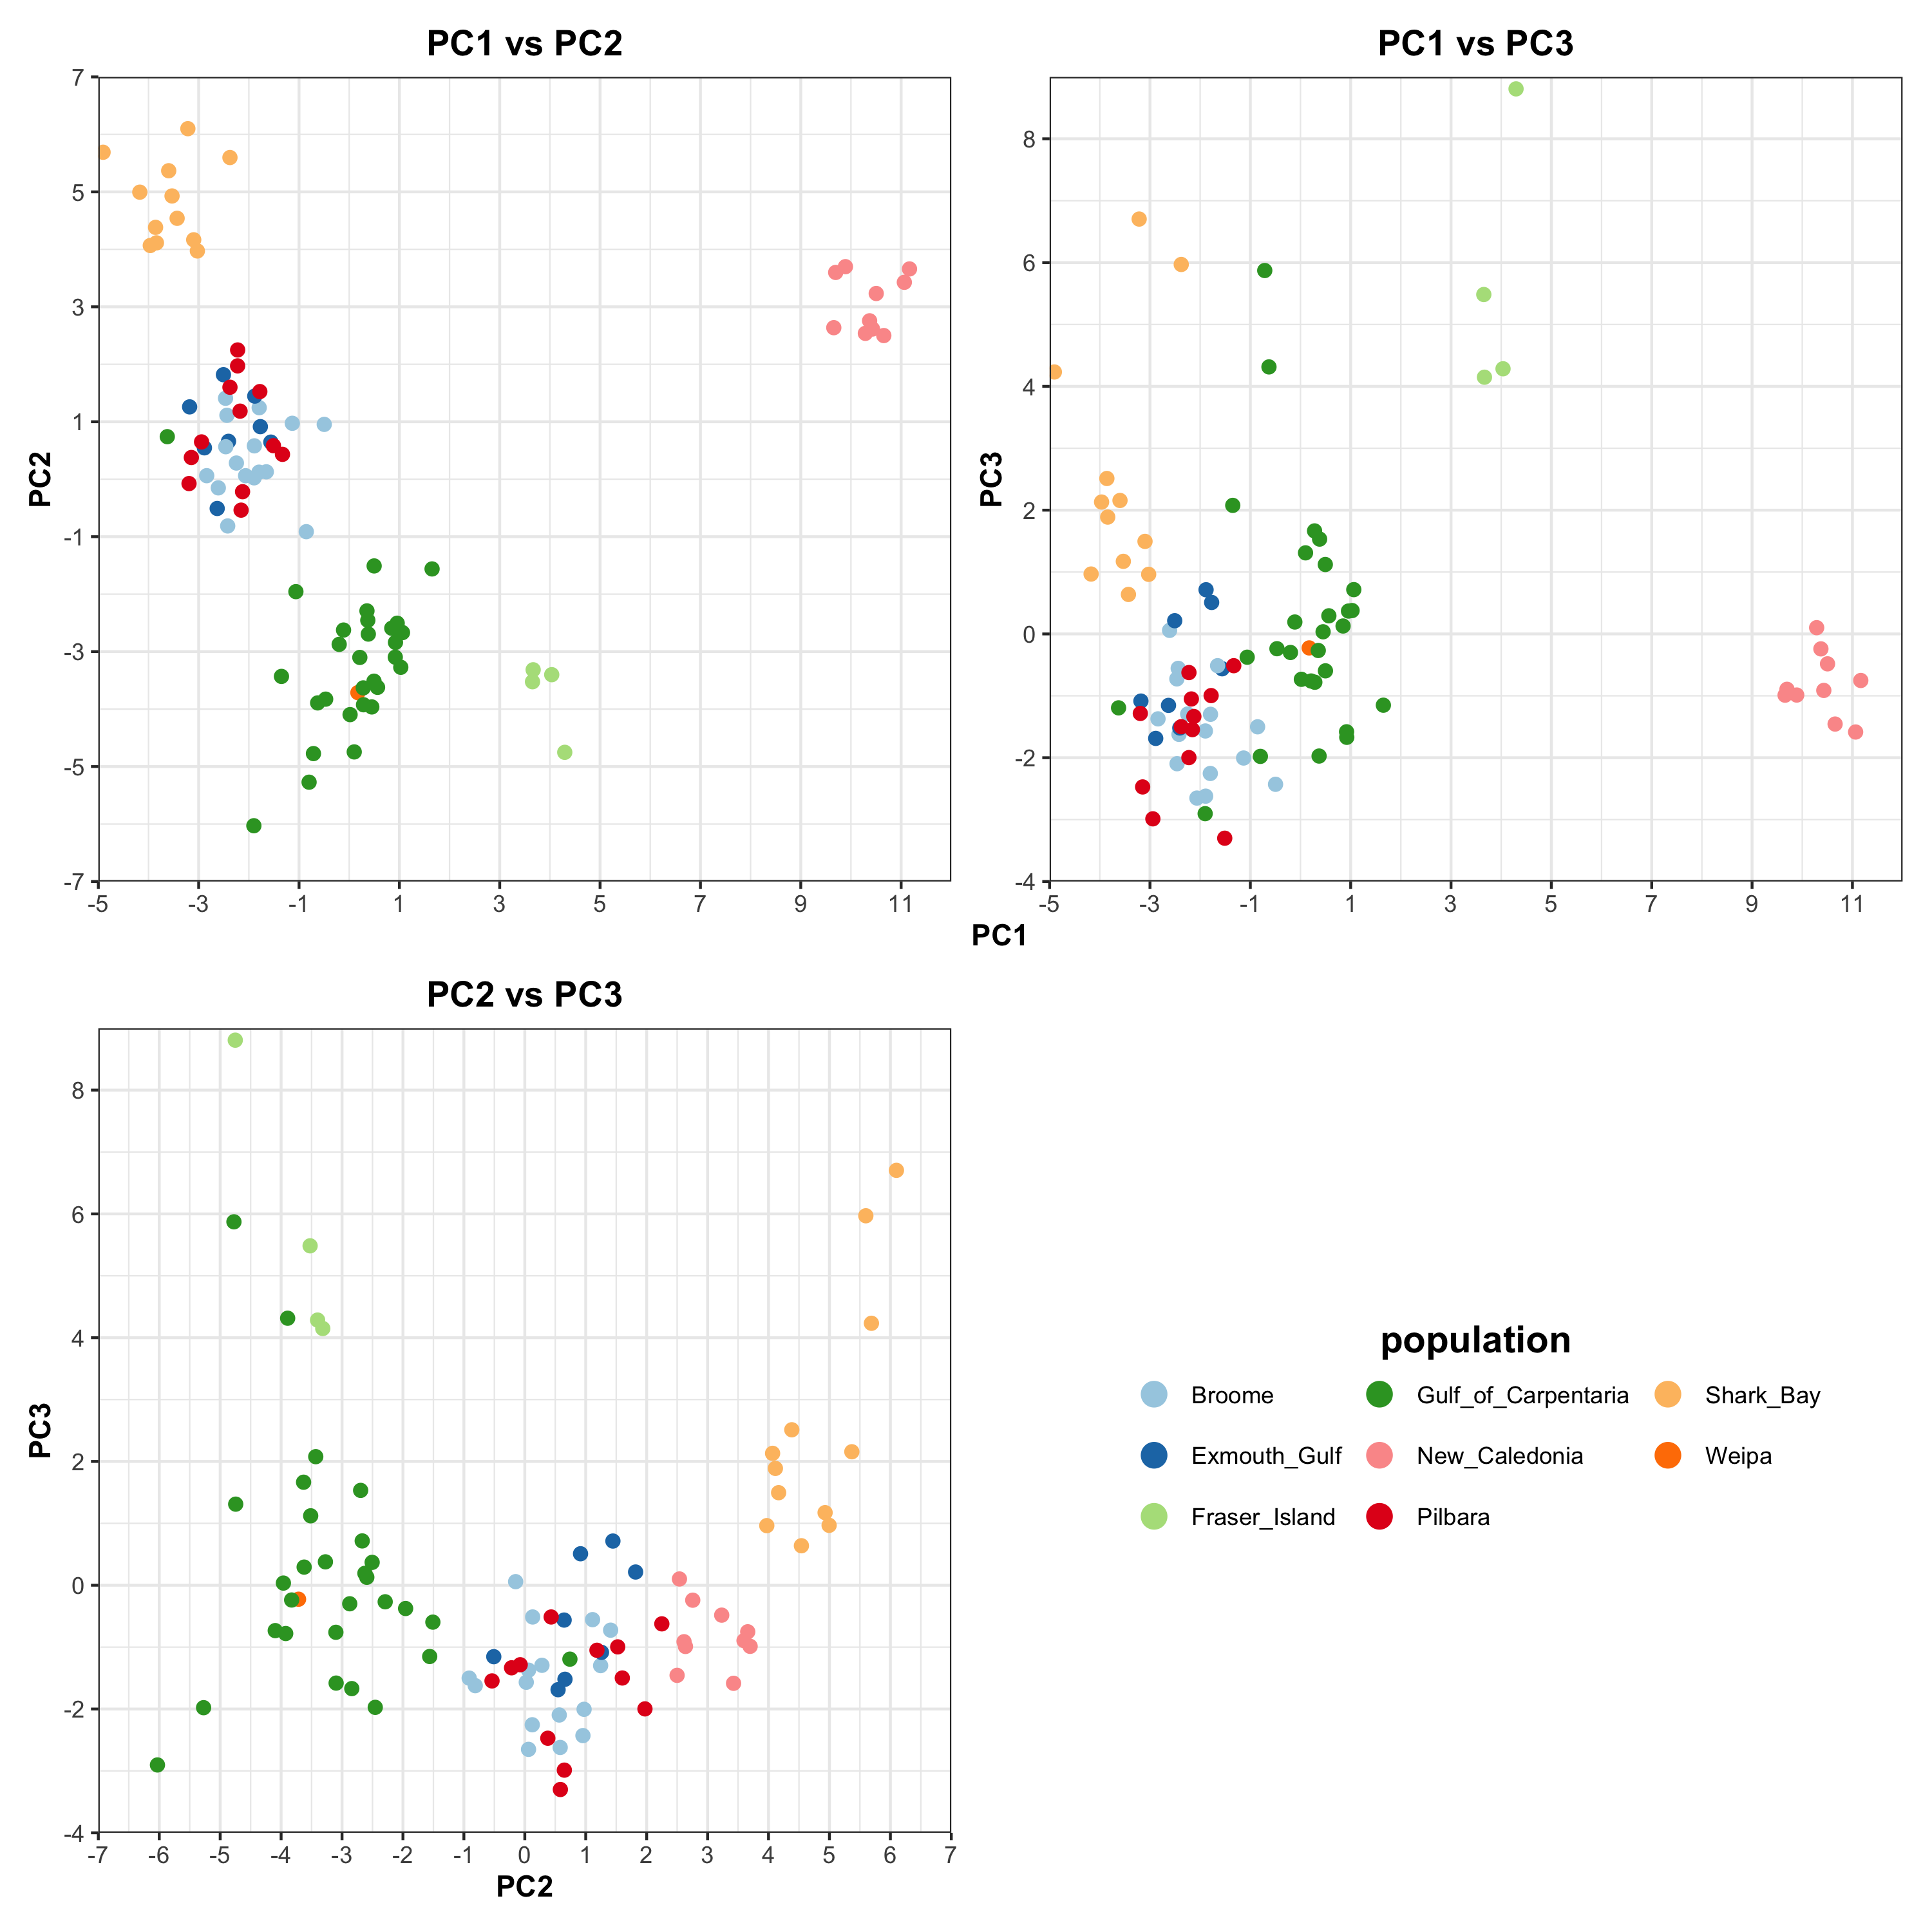 PC1 vs PC2
PC1 vs PC3
7
5
3
1
-1
-3
-5
-7
PC2
-5 -3 -1 1 3 5 7 9 11
8
6
4
2
0
-2
-4
PC3
-5 -3 -1 1 3 5 7 9 11
PC1
PC2 vs PC3
8
6
4
2
0
-2
-4
PC3
-7 -6 -5 -4 -3 -2 -1 0 1 2 3 4 5 6 7
PC2
population
Broome Gulf_of_Carpentaria Shark_Bay
Exmouth_Gulf New_Caledonia Weipa
Fraser_Island Pilbara